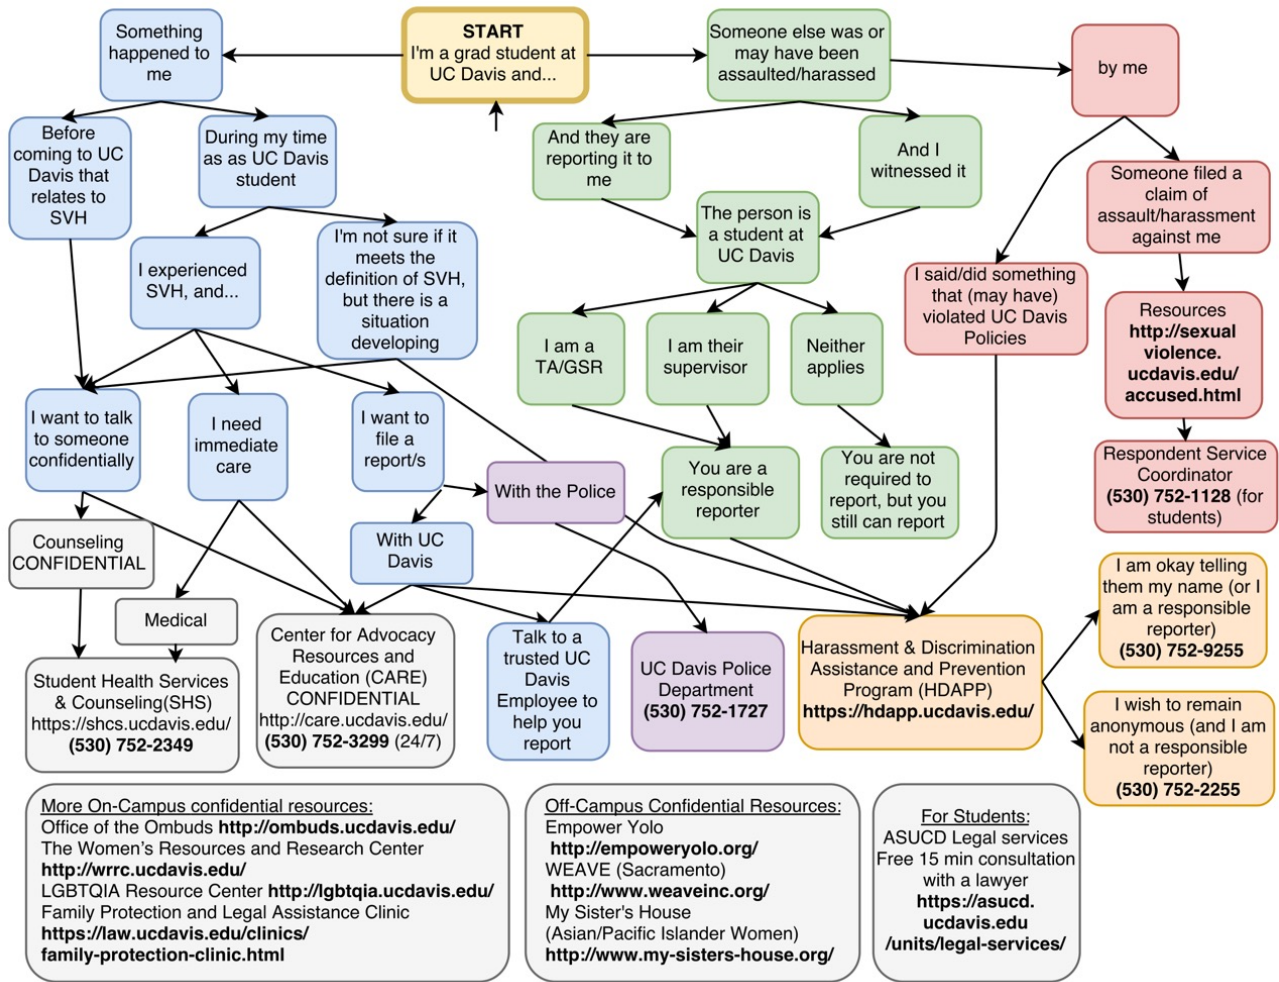 START
I'm a grad student at
UC Davis and...
Something
happened to
me
Someone else was or
may have been
assaulted/harassed
by me
Before
coming to UC
Davis that
relates to
SVH
During my time
as as UC Davis
student
And they are
reporting it to
me
And I
witnessed it
Someone filed a
claim of
assault/harassment
against me
I experienced
SVH, and...
I'm not sure if it
meets the
definition of SVH,
but there is a
situation
developing
The person is
a student at
UC Davis
I said/did something
that (may have)
violated UC Davis
Policies
Resources
http://sexual
violence.
ucdavis.edu/
accused.html
I am a
TA/GSR
I am their
supervisor
Neither
applies
I want to talk
to someone
confidentially
I need
immediate
care
I want to
file a
report/s
With the Police
You are a
responsible
reporter
You are not
required to
report, but you
still can report
Respondent Service
Coordinator
(530) 752-1128 (for
students)
Counseling
CONFIDENTIAL
With UC
Davis
Medical
I am okay telling
them my name (or I
am a responsible
reporter)
(530) 752-9255
Student Health Services
& Counseling(SHS)
https://shcs.ucdavis.edu/
(530) 752-2349
Center for Advocacy
Resources and
Education (CARE)
CONFIDENTIAL
http://care.ucdavis.edu/
(530) 752-3299 (24/7)
Talk to a
trusted UC
Davis
Employee to
help you
report
UC Davis Police
Department
(530) 752-1727
Harassment & Discrimination
Assistance and Prevention
Program (HDAPP)
https://hdapp.ucdavis.edu/
I wish to remain
anonymous (and I am
not a responsible
reporter)
(530) 752-2255
More On-Campus confidential resources:
Office of the Ombuds http://ombuds.ucdavis.edu/
The Women's Resources and Research Center
http://wrrc.ucdavis.edu/
LGBTQIA Resource Center http://lgbtqia.ucdavis.edu/
Family Protection and Legal Assistance Clinic
https://law.ucdavis.edu/clinics/
family-protection-clinic.html
Off-Campus Confidential Resources:
Empower Yolo
http://empoweryolo.org/
WEAVE (Sacramento)
http://www.weaveinc.org/
My Sister's House
(Asian/Pacific Islander Women)
http://www.my-sisters-house.org/
For Students:
ASUCD Legal services
Free 15 min consultation
with a lawyer
https://asucd.
ucdavis.edu
/units/legal-services/